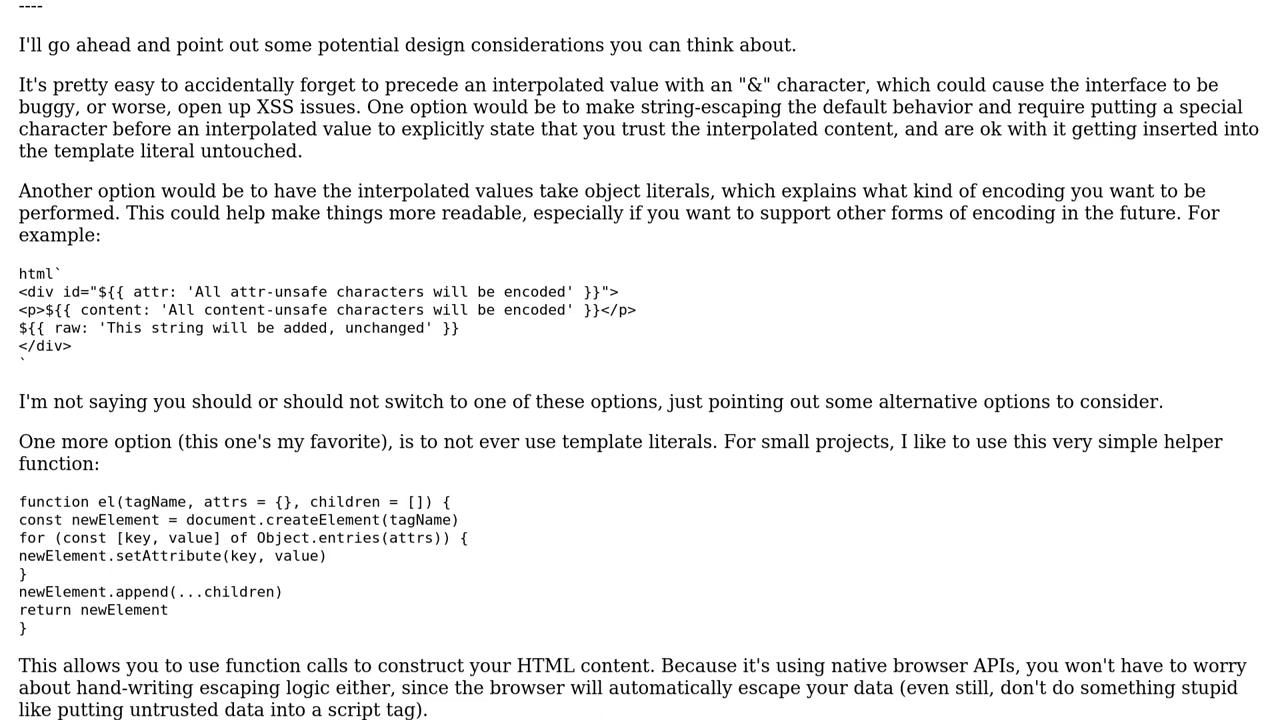 ----
I'll go ahead and point out some potential design considerations you can think about.
It's pretty easy to accidentally forget to precede an interpolated value with an "&" character, which could cause the interface to be
buggy, or worse, open up XSS issues. One option would be to make string-escaping the default behavior and require putting a special
character before an interpolated value to explicitly state that you trust the interpolated content, and are ok with it getting inserted into
the template literal untouched.
Another option would be to have the interpolated values take object literals, which explains what kind of encoding you want to be
performed. This could help make things more readable, especially if you want to support other forms of encoding in the future. For
example:
html`
<div id="${{ attr: 'All attr-unsafe characters will be encoded' }}">
<p>${{ content: 'All content-unsafe characters will be encoded' }}</p>
${{ raw: 'This string will be added, unchanged' }}
</div>
`
I'm not saying you should or should not switch to one of these options, just pointing out some alternative options to consider.
One more option (this one's my favorite), is to not ever use template literals. For small projects, I like to use this very simple helper
function:
function el(tagName, attrs = {}, children = []) {
const newElement = document.createElement(tagName)
for (const [key, value] of Object.entries(attrs)) {
newElement.setAttribute(key, value)
}
newElement.append(...children)
return newElement
}
This allows you to use function calls to construct your HTML content. Because it's using native browser APIs, you won't have to worry
about hand-writing escaping logic either, since the browser will automatically escape your data (even still, don't do something stupid
like putting untrusted data into a script tag).